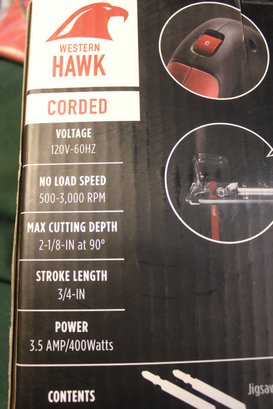 WESTERN
HAWK
CORDED
VOLTAGE
120V-60HZ
NO LOAD SPEED
500-3,000 RPM
MAX CUTTING DEPTH
2-1/8-IN at 90°
STROKE LENGTH
3/4-IN
POWER
3.5 AMP/400Watts
CONTENTS
Jigsaw